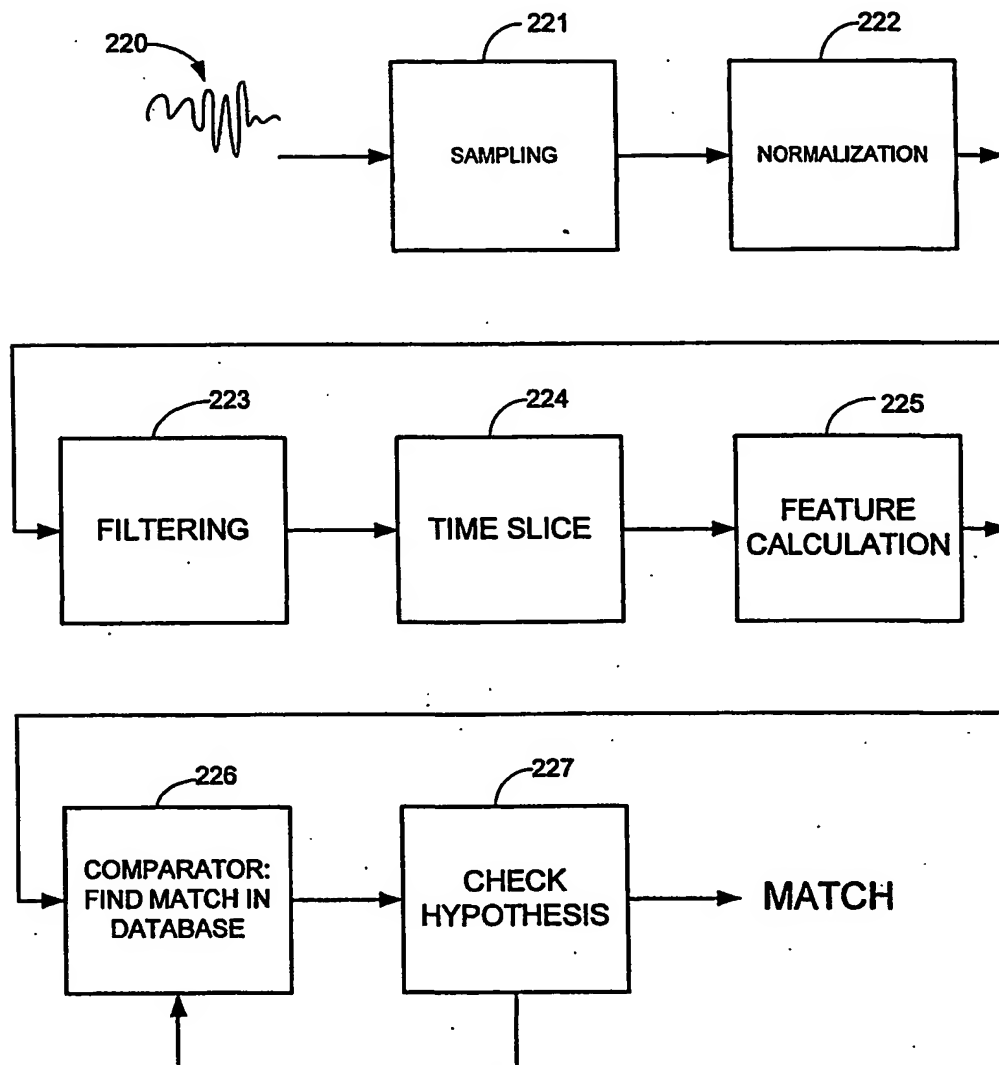 220
221
222
SAMPLING
NORMALIZATION
223
224
225
FILTERING
TIME SLICE
FEATURE
CALCULATION
226
227
COMPARATOR:
FIND MATCH IN
DATABASE
CHECK
HYPOTHESIS
MATCH